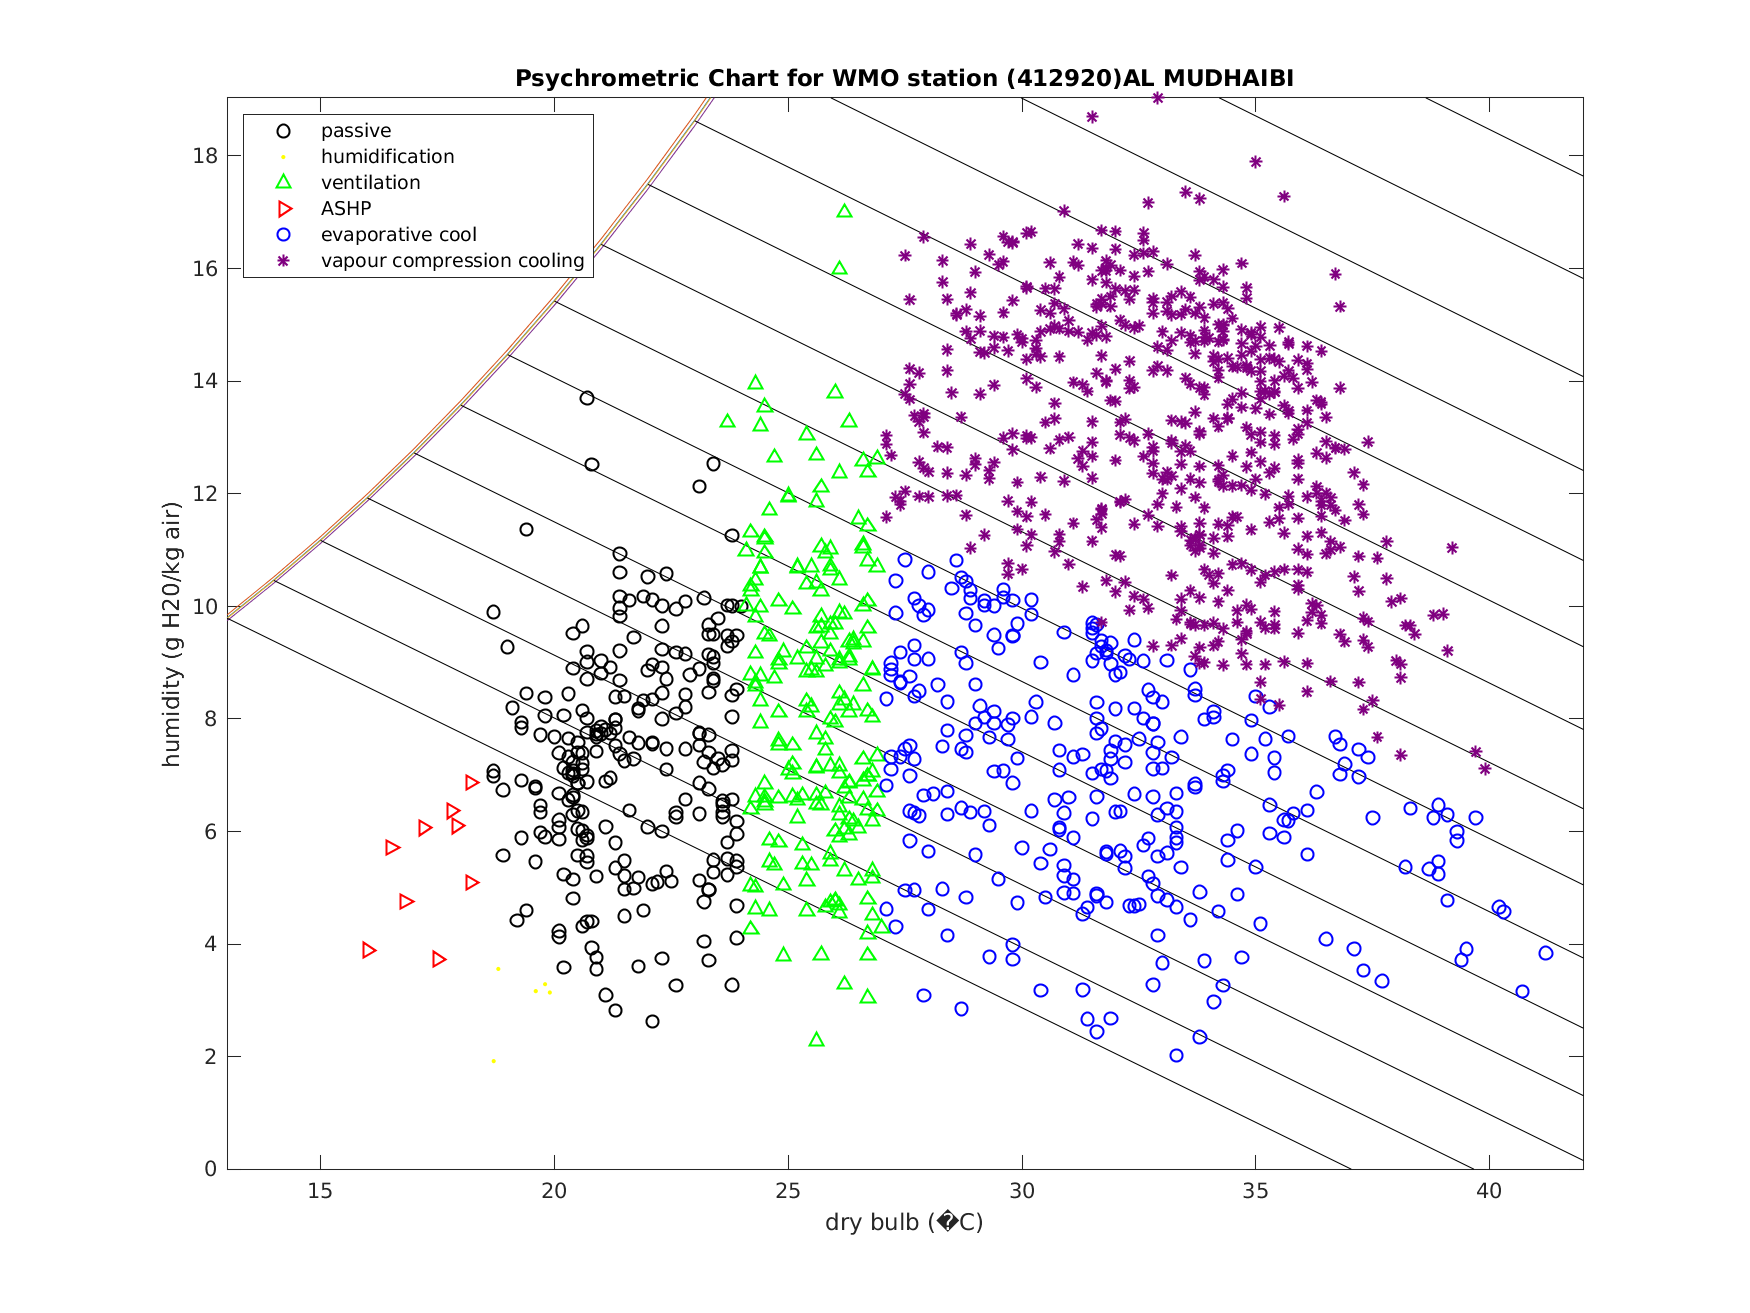 Psychrometric Chart for WMO station (412920)AL MUDHAIBI
passive
humidification
ventilation
ASHP
evaporative cool
vapour compression cooling
humidity (g H20/kg air)
18
16
14
12
10
8
6
4
2
0
15
20
25
30
35
40
dry bulb (�C)